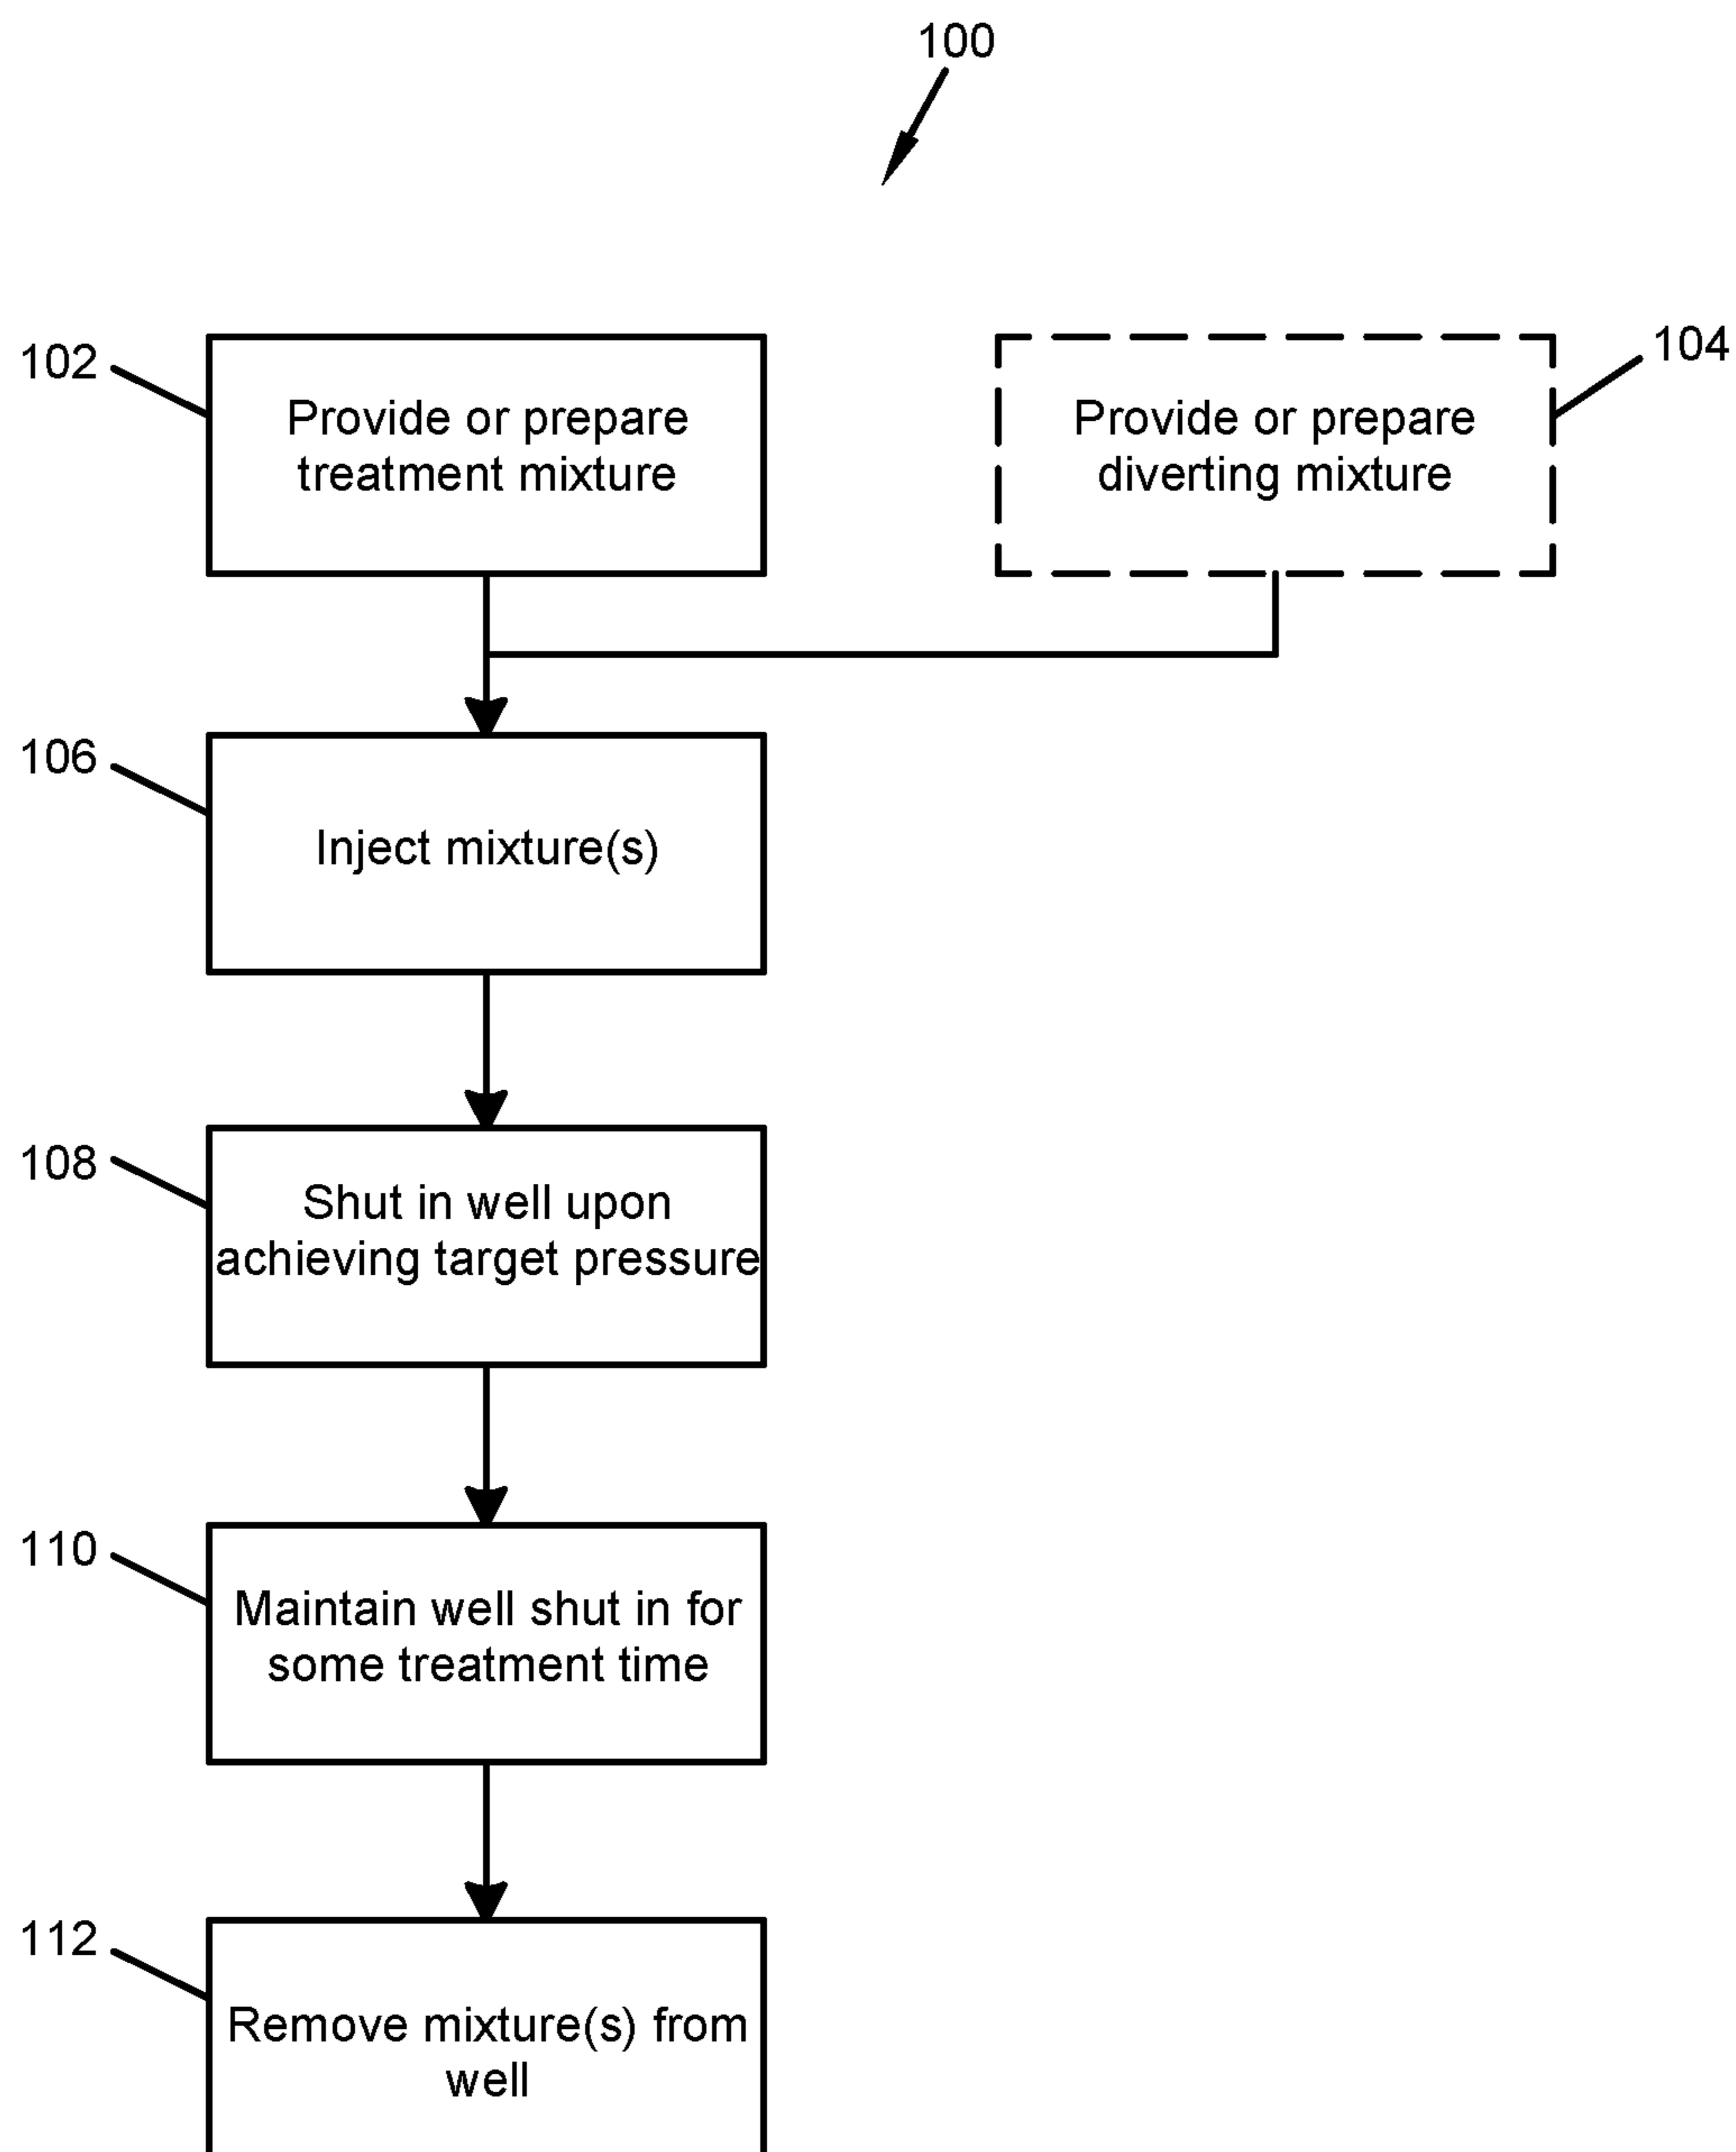 100
102
Provide or prepare
treatment mixture
Provide or prepare
diverting mixture
104
106
Inject mixture(s)
108
Shut in well upon
achieving target pressure
110
Maintain well shut in for
some treatment time
112
Remove mixture(s) from
well